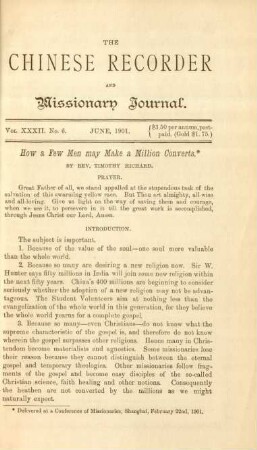 THE
CHINESE RECORDER
AND
Missionary Journal.
VOL. XXXII. No. 6.
JUNE, 1901.
{$3.50 per annum, post-
paid. (Gold $1.75.)
How a Few Men may Make a Million Converts.*
BY REV. TIMOTHY RICHARD.
PRAYER.
Great Father of all, we stand appalled at the stupendous task of the
salvation of this swarming yellow race. But Thou art almighty, all-wise
and all-loving. Give us light on the way of saving them and courage,
when we see it, to persevere in it till the great work is accomplished,
through Jesus Christ our Lord, Amen.
INTRODUCTION.
The subject is important.
1. Because of the value of the soul—one soul more valuable
than the whole world.
2. Because so many are desiring a new religion now. Sir W.
Hunter says fifty millions in India will join some new religion within
the next fifty years. China's 400 millions are beginning to consider
seriously whether the adoption of a new religion may not be advan-
tageous. The Student Volunteers aim at nothing less than the
evangelization of the whole world in this generation, for they believe
the whole world yearns for a complete gospel.
3. Because so many—even Christians—do not know what the
supreme characteristic of the gospel is, and therefore do not know
wherein the gospel surpasses other religions. Hence many in Christ-
endom become materialists and agnostics. Some missionaries lose
their reason because they cannot distinguish between the eternal
gospel and temporary theologies. Other missionaries follow frag-
ments of the gospel and become easy disciples of the so-called
Christian science, faith healing and other notions. Consequently
the heathen are not converted by the millions as we might
naturally expect.
* Delivered at a Conference of Missionaries, Shanghai, February 22nd, 1901.